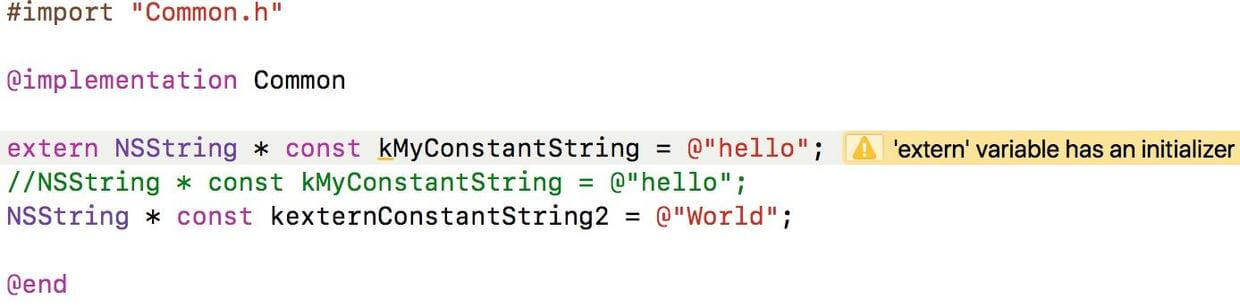 #import "Common.h"
@implementation Common
extern NSString * const kMyConstantString = @"hello"; 'extern' variable has an initializer
//NSString * const kMyConstantString = @"hello";
NSString * const kexternConstantString2 = @"World";
@end